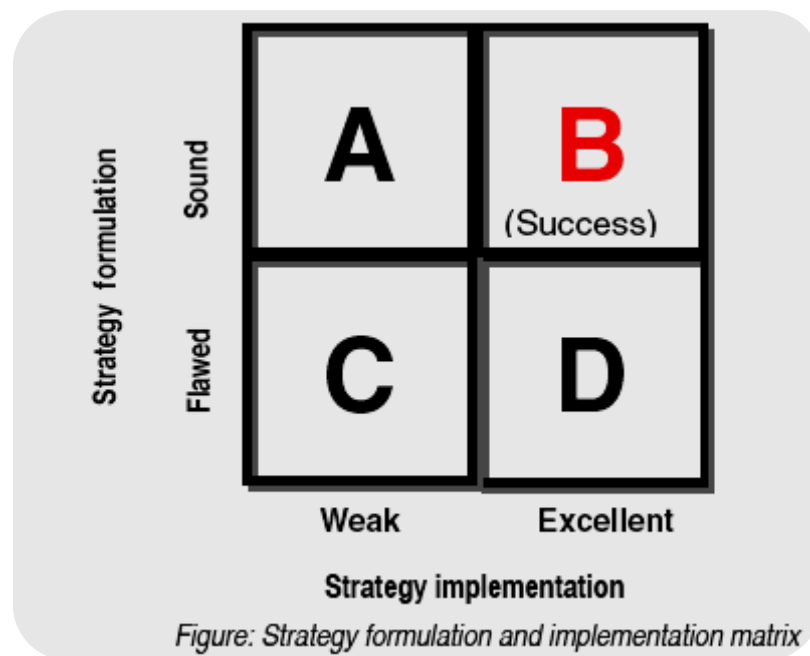 Strategy formulation
Sound
A
B
(Success)
Flawed
C
D
Weak Excellent
Strategy implementation
Figure: Strategy formulation and implementation matrix